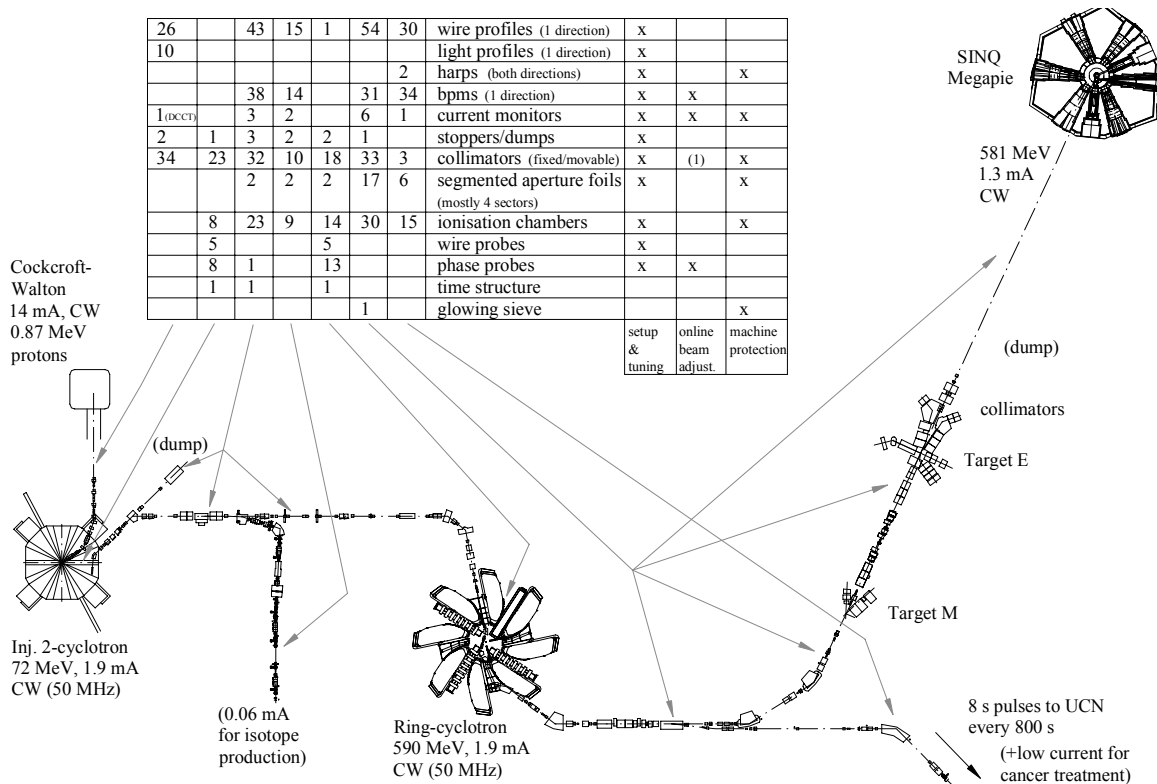 26 43 15 1 54 30 wire profiles (1 direction) x
10 light profiles (1 direction) x
2 harps (both directions) x x
38 14 31 34 bpms (1 direction) x x
1(DCCT) 3 2 6 1 current monitors x x x
2 1 3 2 2 1 stoppers/dumps x
34 23 32 10 18 33 3 collimators (fixed/movable) x (1) x
2 2 2 17 6 segmented aperture foils x x
(mostly 4 sectors)
8 23 9 14 30 15 ionisation chambers x x
5 5 wire probes x
8 1 13 phase probes x x
1 1 1 time structure
1 glowing sieve x
setup online machine
& beam protection
tuning adjust.
SINQ
Megapie
581 MeV
1.3 mA
CW
Cockcroft-
Walton
14 mA, CW
0.87 MeV
protons
(dump)
(dump)
collimators
Target E
Target M
Inj. 2-cyclotron
72 MeV, 1.9 mA
CW (50 MHz)
(0.06 mA
for isotope
production)
Ring-cyclotron
590 MeV, 1.9 mA
CW (50 MHz)
8 s pulses to UCN
every 800 s
(+low current for
cancer treatment)